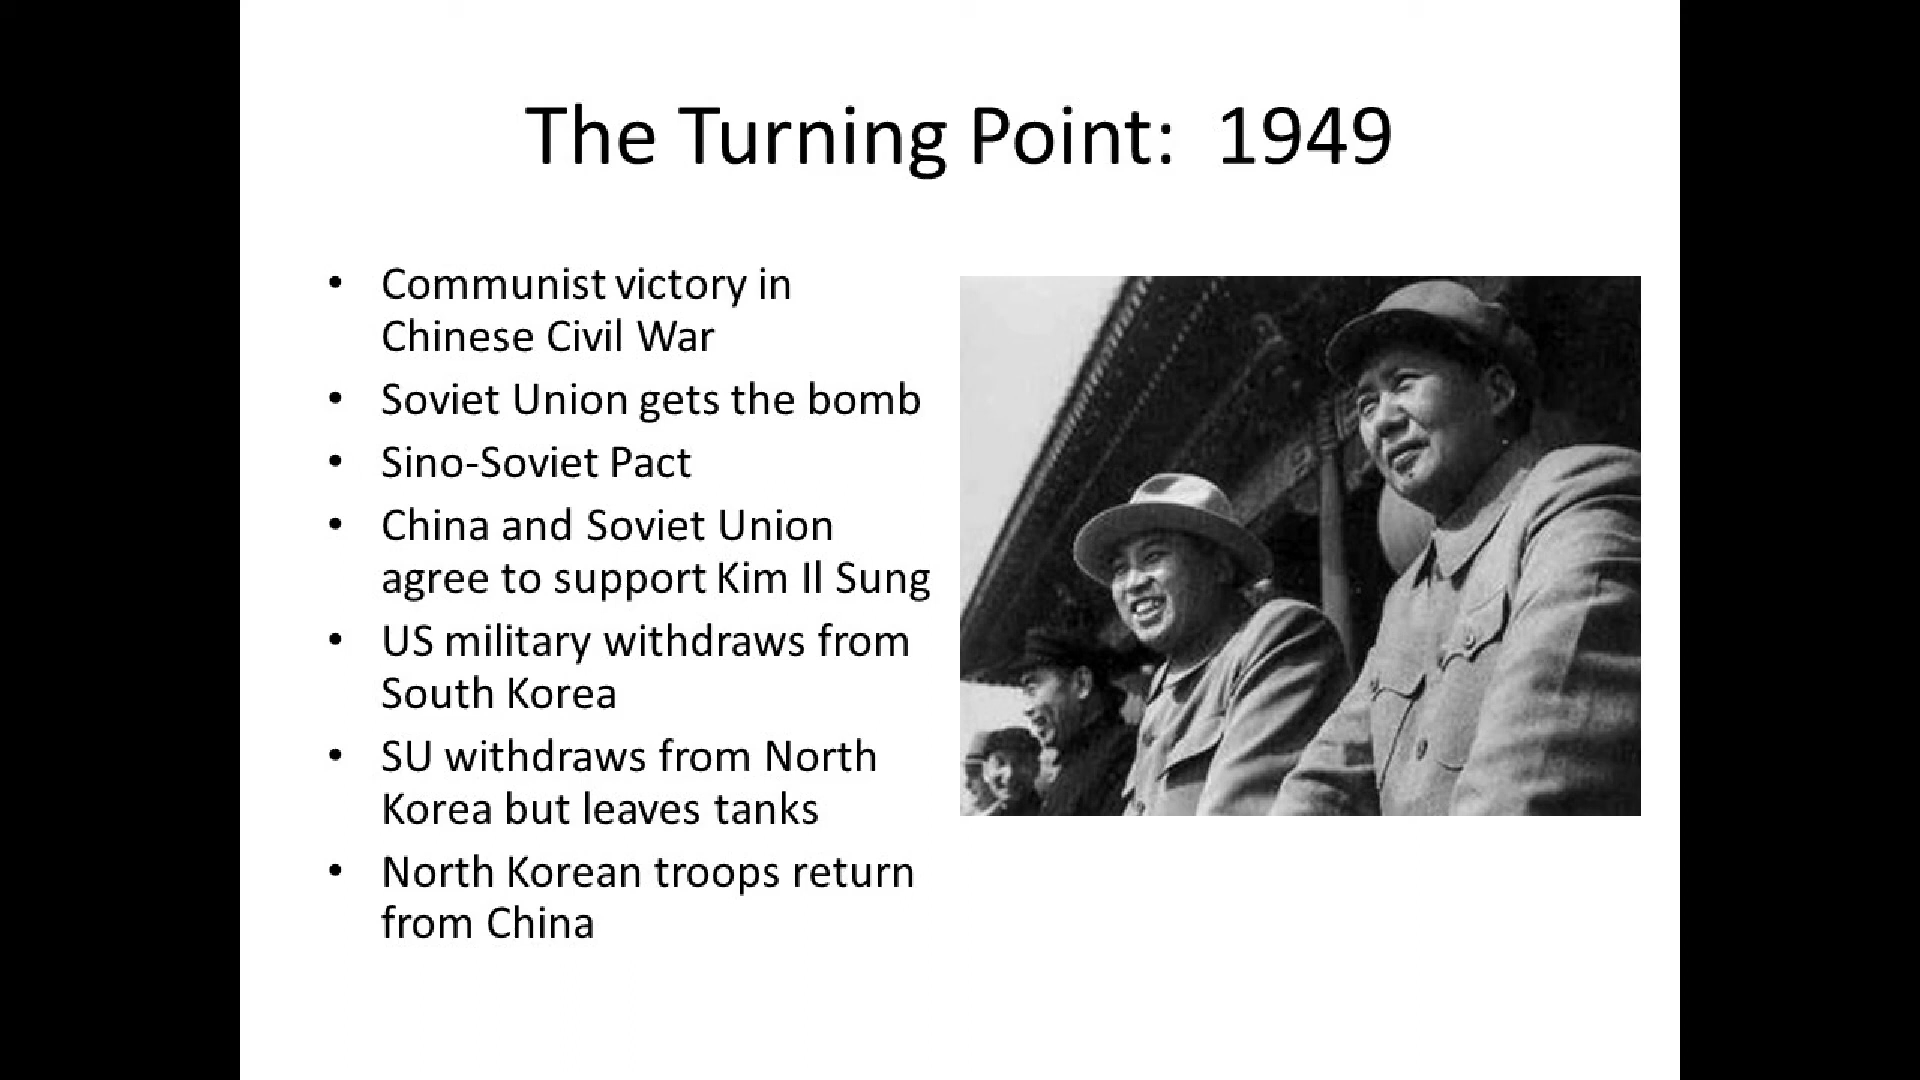 The Turning Point:  1949
• Communist victory in
Chinese Civil War
• Soviet Union gets the bomb
• Sino-Soviet Pact
• China and Soviet Union
agree to support Kim Il Sung
• US military withdraws from
South Korea
• SU withdraws from North
Korea but leaves tanks
• North Korean troops return
from China